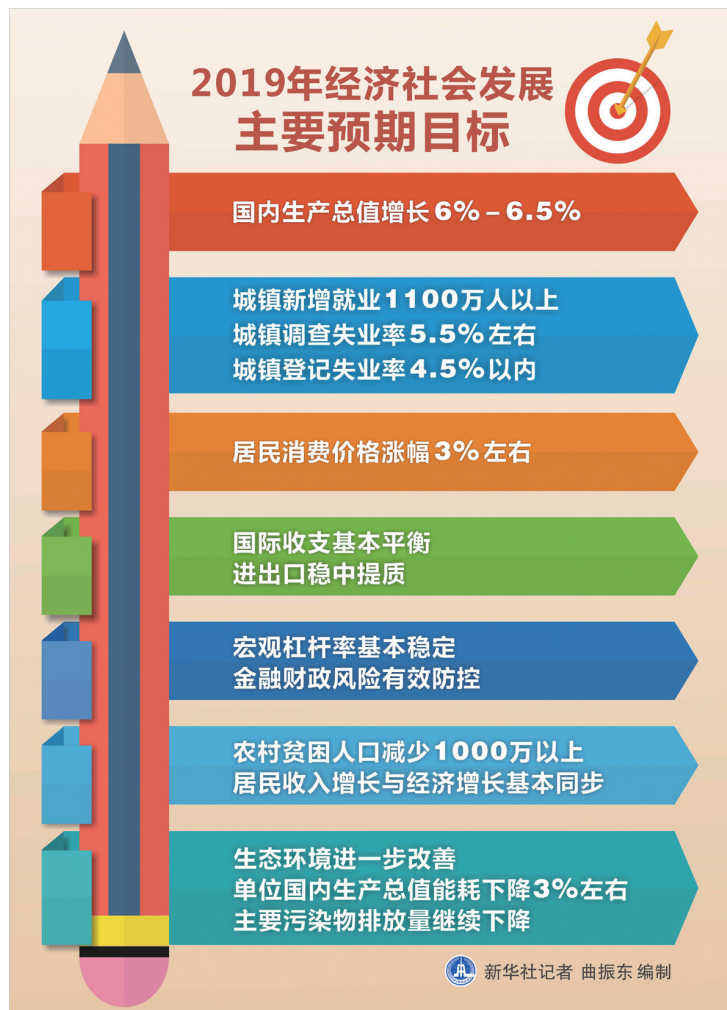 2019年经济社会发展
主要预期目标
国内生产总值增长6%－6.5%
城镇新增就业1100万人以上
城镇调查失业率5.5%左右
城镇登记失业率4.5%以内
居民消费价格涨幅3%左右
国际收支基本平衡
进出口稳中提质
宏观杠杆率基本稳定
金融财政风险有效防控
农村贫困人口减少1000万以上
居民收入增长与经济增长基本同步
生态环境进一步改善
单位国内生产总值能耗下降3%左右
主要污染物排放量继续下降
新华社记者 曲振东 编制